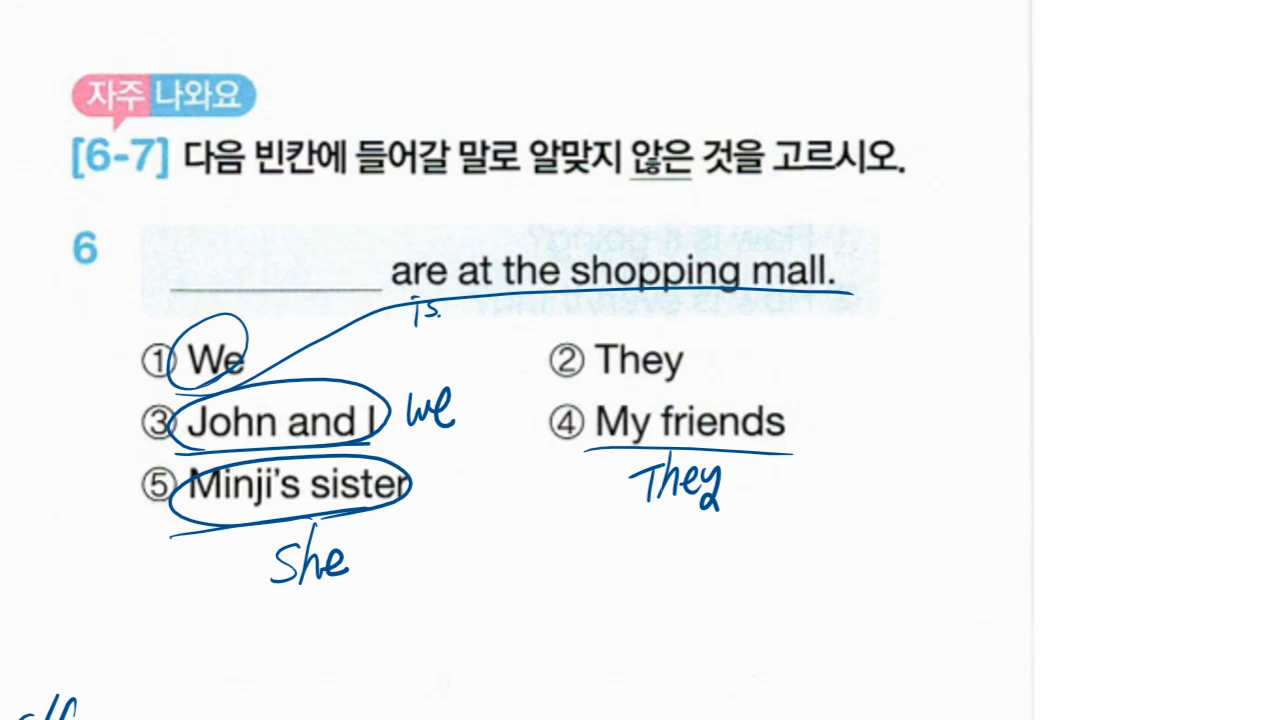 자주 나와요
[6-7] 다음 빈칸에 들어갈 말로 알맞지 않은 것을 고르시오.
6
__________ are at the shopping mall.
is.
① We ② They
③ John and I we ④ My friends
⑤ Minji's sister They
She